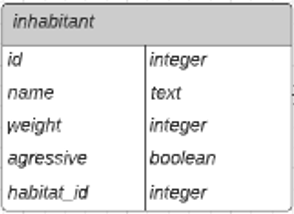 inhabitant
id integer
name text
weight integer
agressive boolean
habitat_id integer